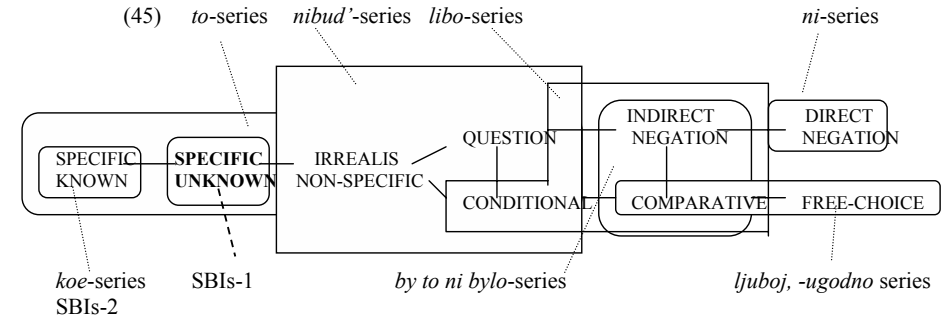 (45) to-series nibud’-series libo-series ni-series
INDIRECT DIRECT
QUESTION NEGATION NEGATION
SPECIFIC SPECIFIC IRREALIS
KNOWN UNKNOWN NON-SPECIFIC
CONDITIONAL COMPARATIVE FREE-CHOICE
koe-series SBIs-1 by to ni bylo-series ljuboj, -ugodno series
SBIs-2